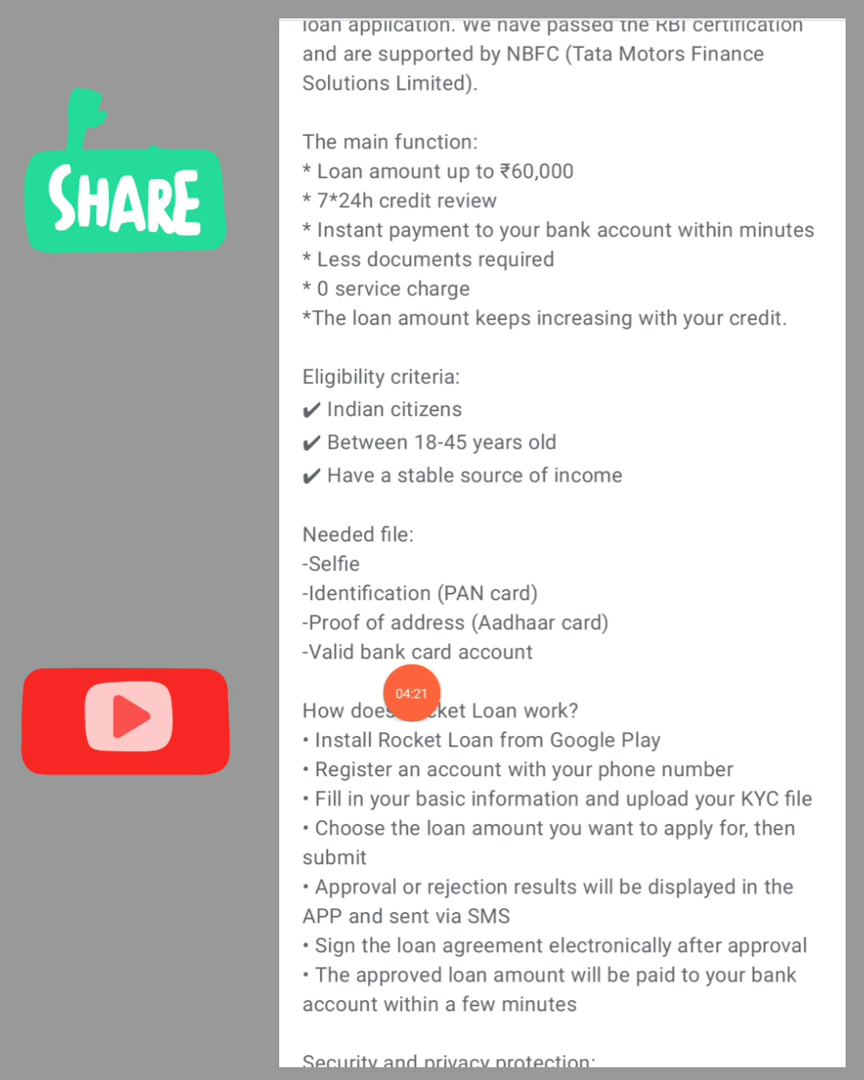 loan application. We have passed the RBI certification
and are supported by NBFC (Tata Motors Finance
Solutions Limited).
SHARE
The main function:
* Loan amount up to ₹60,000
* 7*24h credit review
* Instant payment to your bank account within minutes
* Less documents required
* 0 service charge
*The loan amount keeps increasing with your credit.
Eligibility criteria:
✔ Indian citizens
✔ Between 18-45 years old
✔ Have a stable source of income
Needed file:
-Selfie
-Identification (PAN card)
-Proof of address (Aadhaar card)
-Valid bank card account
04:21
How does Loan work?
• Install Rocket Loan from Google Play
• Register an account with your phone number
• Fill in your basic information and upload your KYC file
• Choose the loan amount you want to apply for, then
submit
• Approval or rejection results will be displayed in the
APP and sent via SMS
• Sign the loan agreement electronically after approval
• The approved loan amount will be paid to your bank
account within a few minutes
Security and privacy protection: